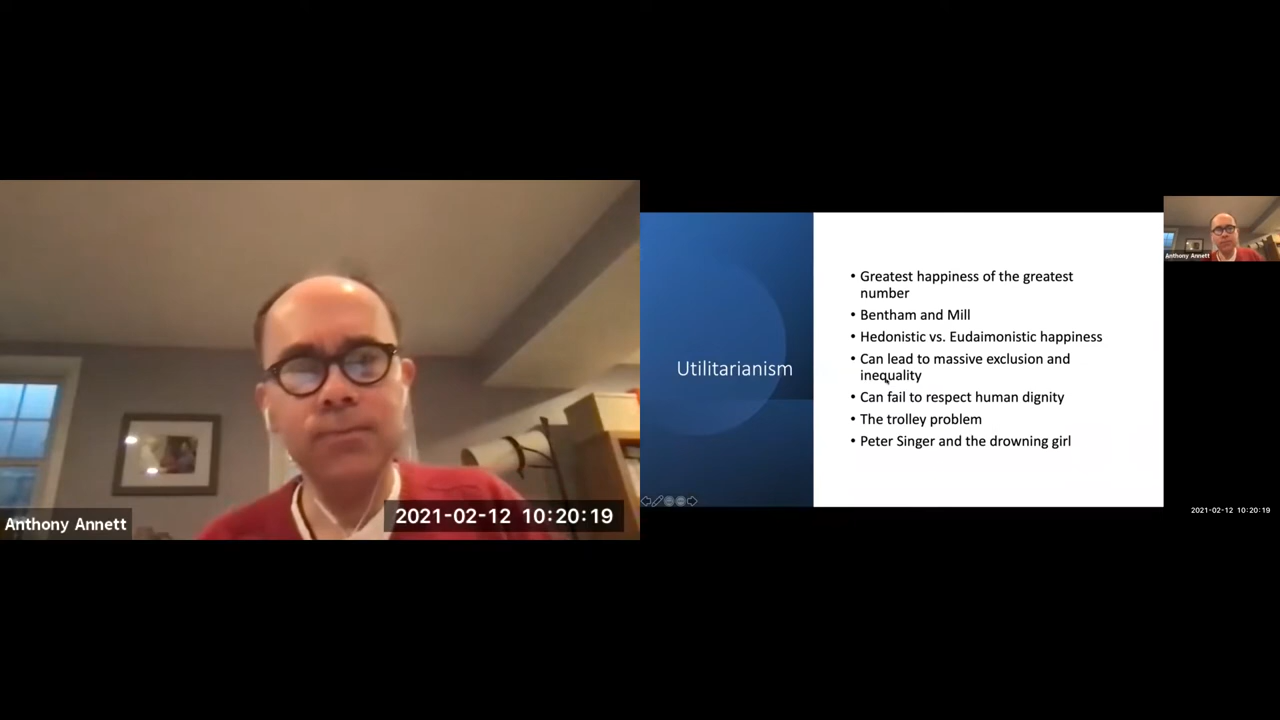 Anthony Annett
2021-02-12 10:20:19
Utilitarianism
• Greatest happiness of the greatest
number
• Bentham and Mill
• Hedonistic vs. Eudaimonistic happiness
• Can lead to massive exclusion and
inequality
• Can fail to respect human dignity
• The trolley problem
• Peter Singer and the drowning girl
Anthony Annett
2021-02-12 10:20:19